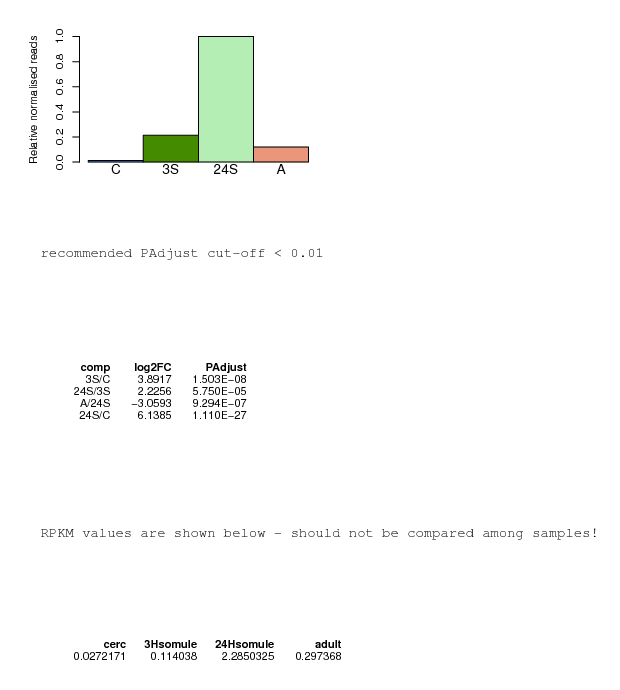 Relative normalised reads
1.0
0.8
0.6
0.4
0.2
0.0
C 3S 24S A
recommended PAdjust cut-off < 0.01
comp log2FC PAdjust
3S/C 3.8917 1.503E−08
24S/3S 2.2256 5.750E−05
A/24S −3.0593 9.294E−07
24S/C 6.1385 1.110E−27
RPKM values are shown below - should not be compared among samples!
cerc 3Hsomule 24Hsomule adult
0.0272171 0.114038 2.2850325 0.297368